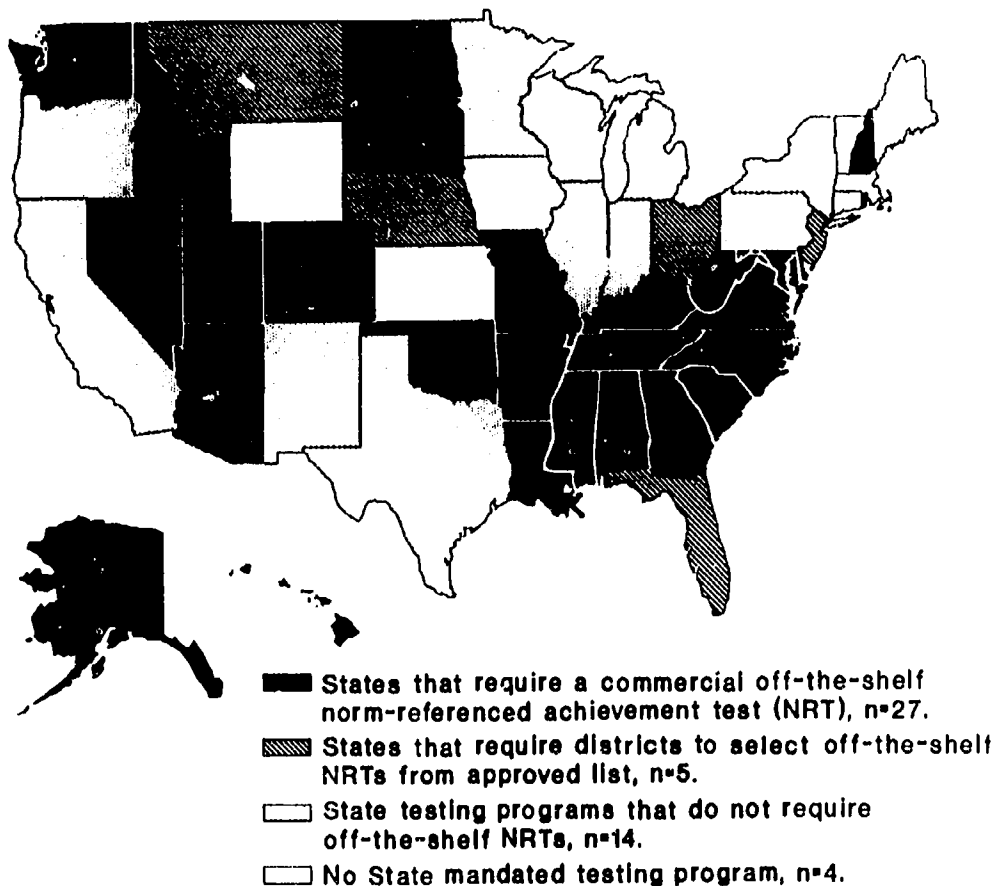 States that require a commercial off-the-shelf
norm-referenced achievement test (NRT), n=27.
States that require districts to select off-the-shelf
NRTs from approved list, n=5.
State testing programs that do not require
off-the-shelf NRTs, n=14.
No State mandated testing program, n=4.